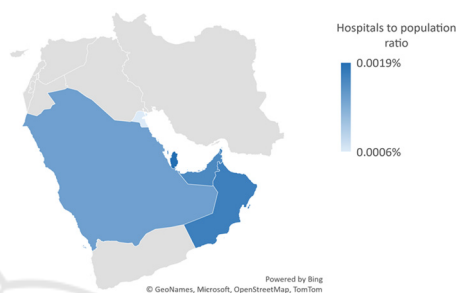 Hospitals to population
ratio
0.0019%
0.0006%
Powered by Bing
© GeoNames, Microsoft, OpenStreetMap, TomTom